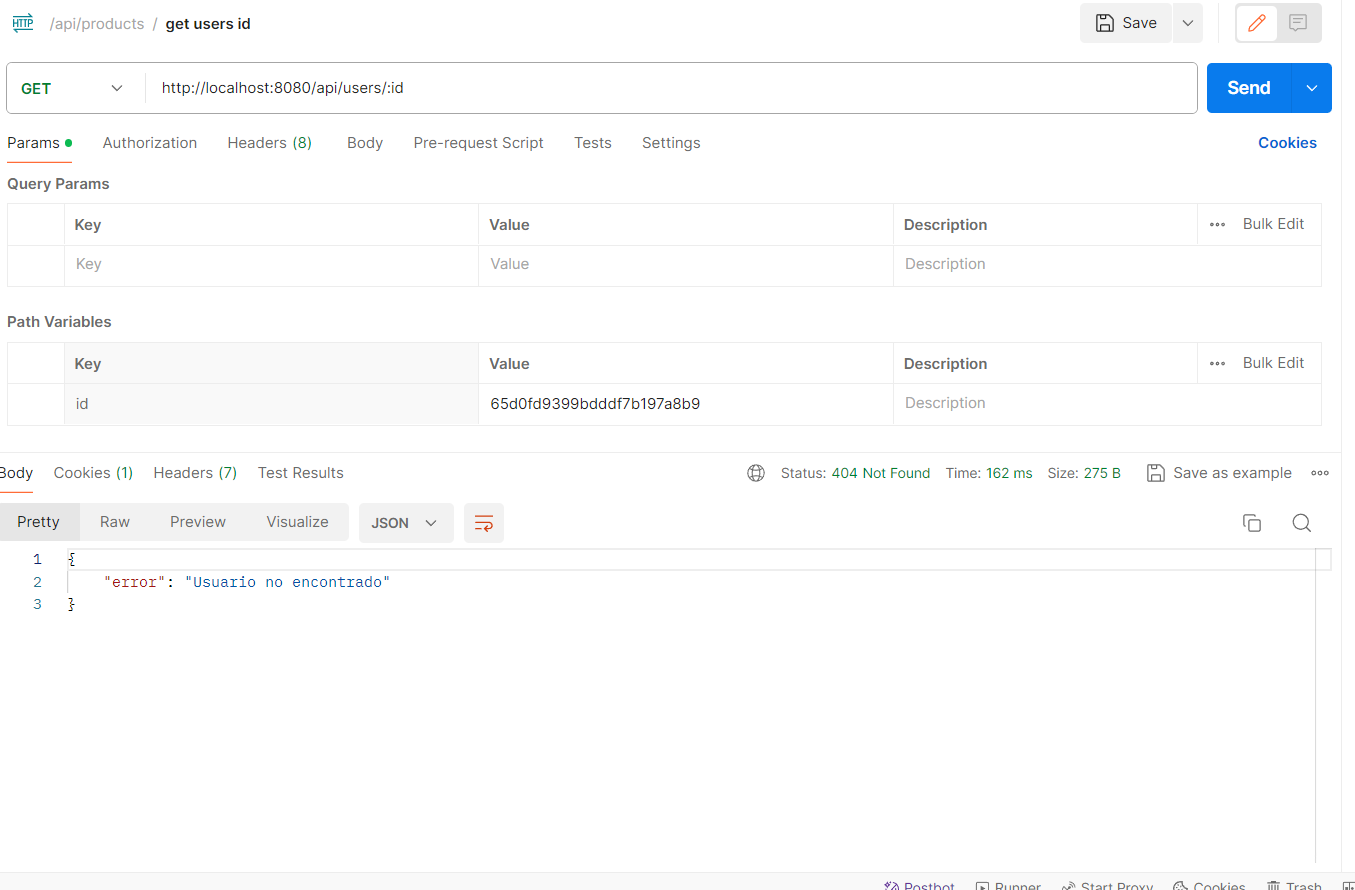 HTTP /api/products / get users id Save
GET http://localhost:8080/api/users/:id Send
Params Authorization Headers (8) Body Pre-request Script Tests Settings Cookies
Query Params
Key Value Description Bulk Edit
Key Value Description
Path Variables
Key Value Description Bulk Edit
id 65d0fd9399bdddf7b197a8b9 Description
Body Cookies (1) Headers (7) Test Results Status: 404 Not Found Time: 162 ms Size: 275 B Save as example
Pretty Raw Preview Visualize JSON
1 {
2 "error": "Usuario no encontrado"
3 }
Postbot Runner Start Proxy Cookies Trash